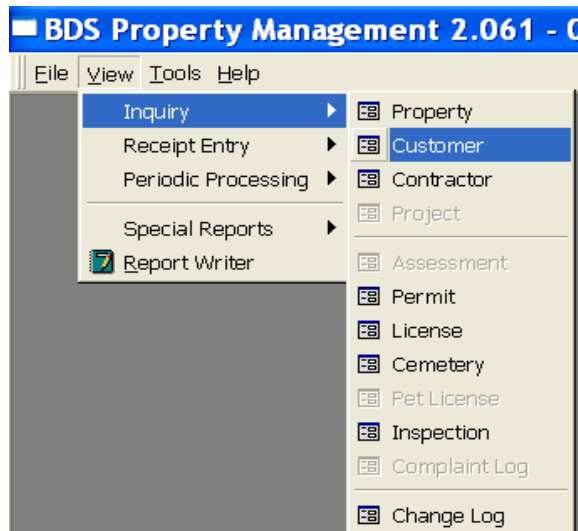 BDS Property Management 2.061 -
File View Tools Help
Inquiry
Receipt Entry
Periodic Processing
Special Reports
Report Writer
Property
Customer
Contractor
Project
Assessment
Permit
License
Cemetery
Pet License
Inspection
Complaint Log
Change Log